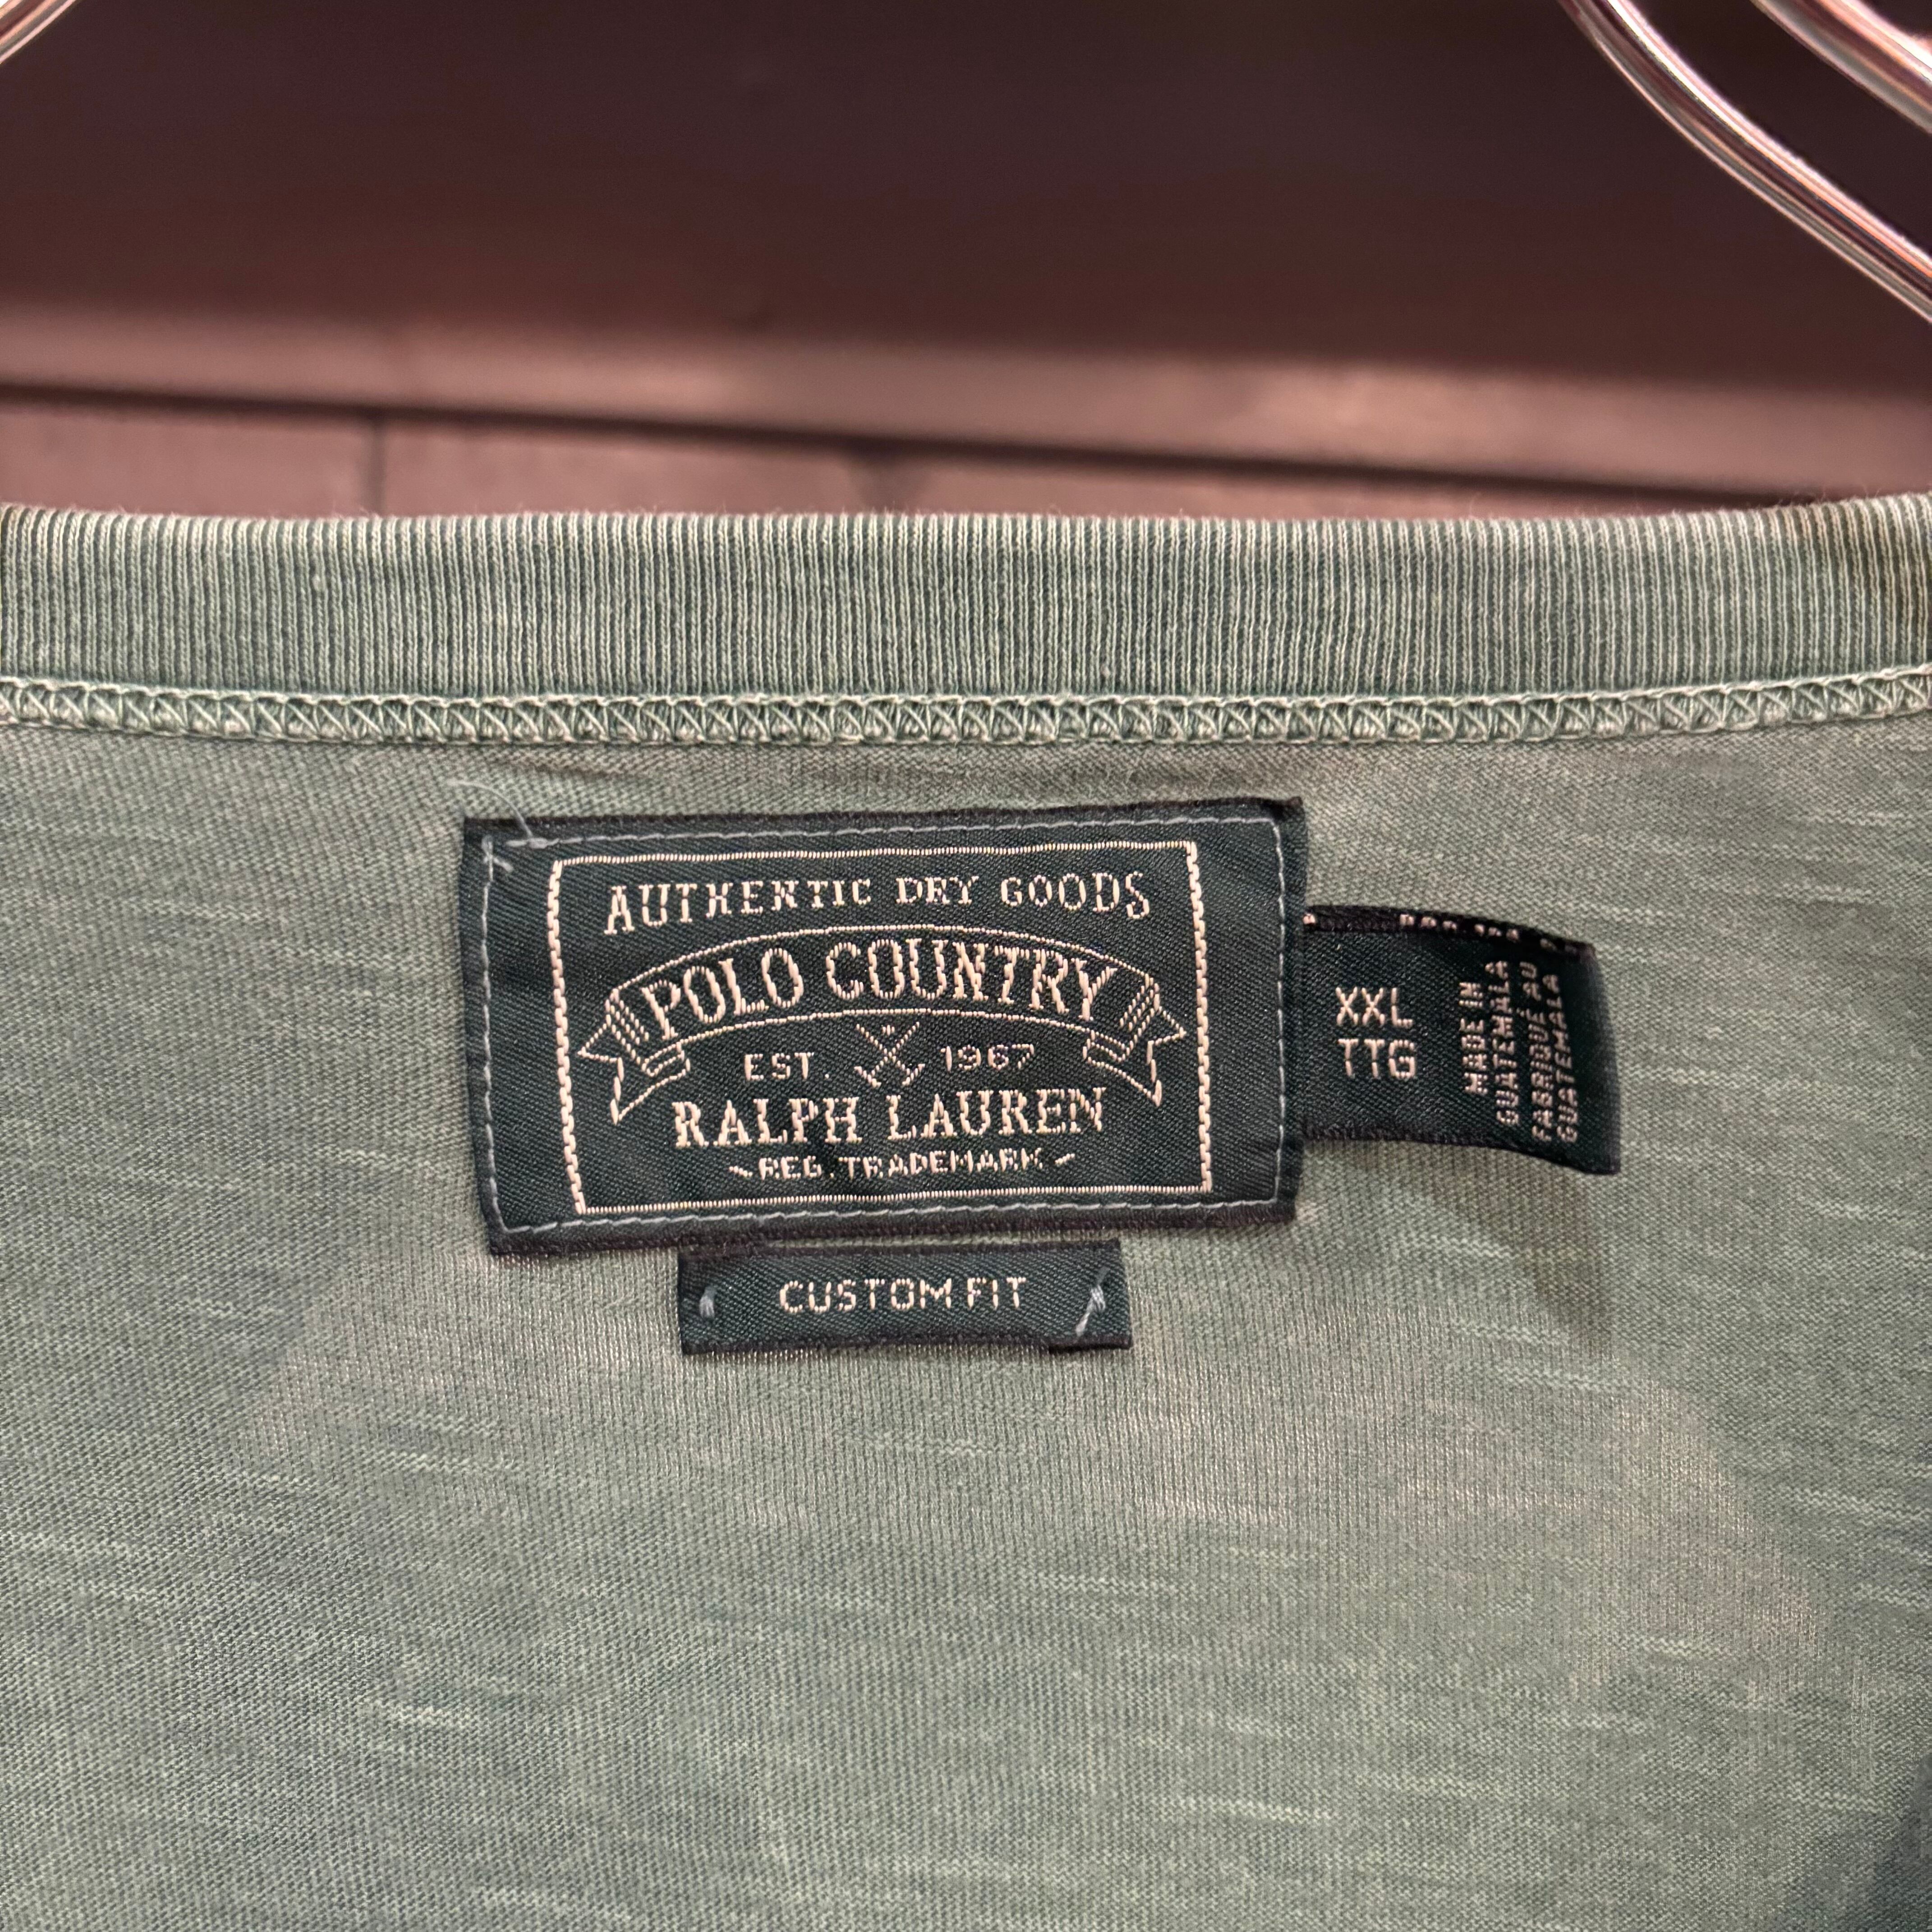 AUTHENTIC DRY GOODS
POLO COUNTRY
EST. 1967
RALPH LAUREN
REG. TRADEMARK
CUSTOM FIT
XXL
TTG
MADE IN
GUATEMALA
FABRIQUÉ AU
GUATEMALA